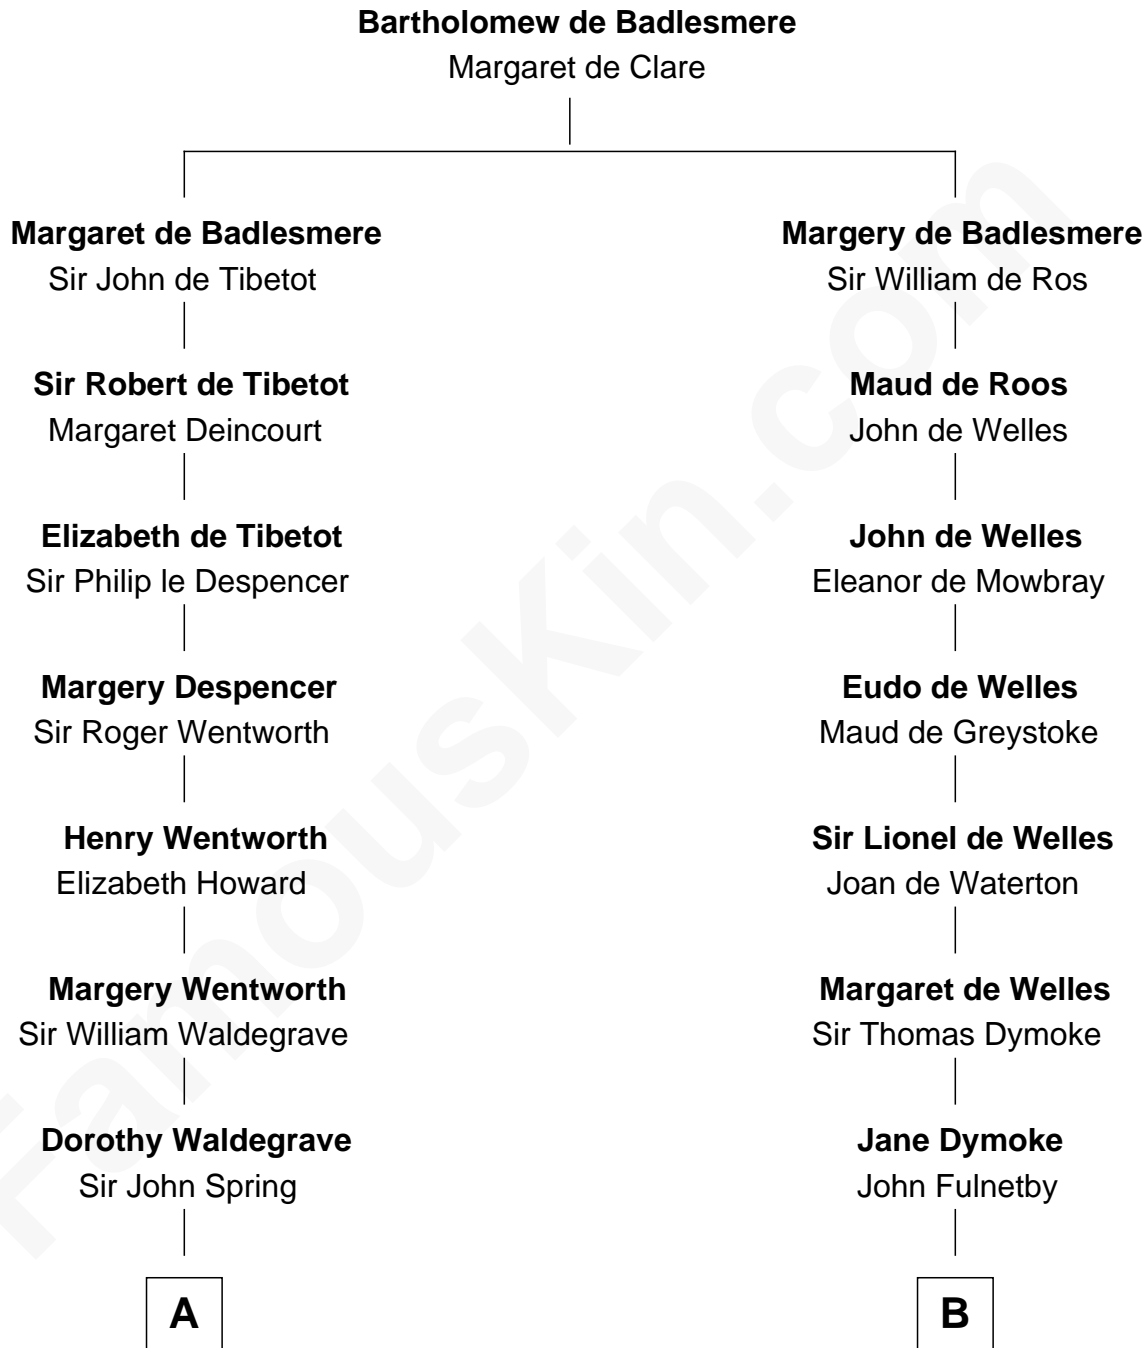 Bartholomew de Badlesmere
Margaret de Clare
Margaret de Badlesmere
Sir John de Tibetot
Margery de Badlesmere
Sir William de Ros
Sir Robert de Tibetot
Margaret Deincourt
Maud de Roos
John de Welles
Elizabeth de Tibetot
Sir Philip le Despencer
John de Welles
Eleanor de Mowbray
Margery Despencer
Sir Roger Wentworth
Eudo de Welles
Maud de Greystoke
Henry Wentworth
Elizabeth Howard
Sir Lionel de Welles
Joan de Waterton
Margery Wentworth
Sir William Waldegrave
Margaret de Welles
Sir Thomas Dymoke
Dorothy Waldegrave
Sir John Spring
Jane Dymoke
John Fulnetby
A
B
FamousKin.com